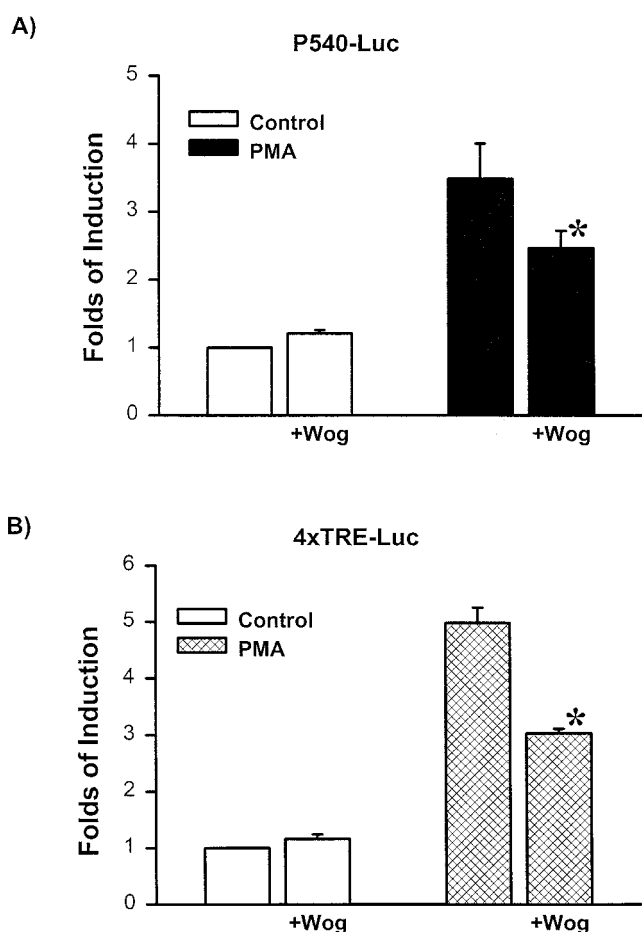 A)
P540-Luc
5
4
3
2
1
0
Folds of Induction
Control
PMA
*
+Wog
+Wog
B)
4xTRE-Luc
6
5
4
3
2
1
0
Folds of Induction
Control
PMA
*
+Wog
+Wog